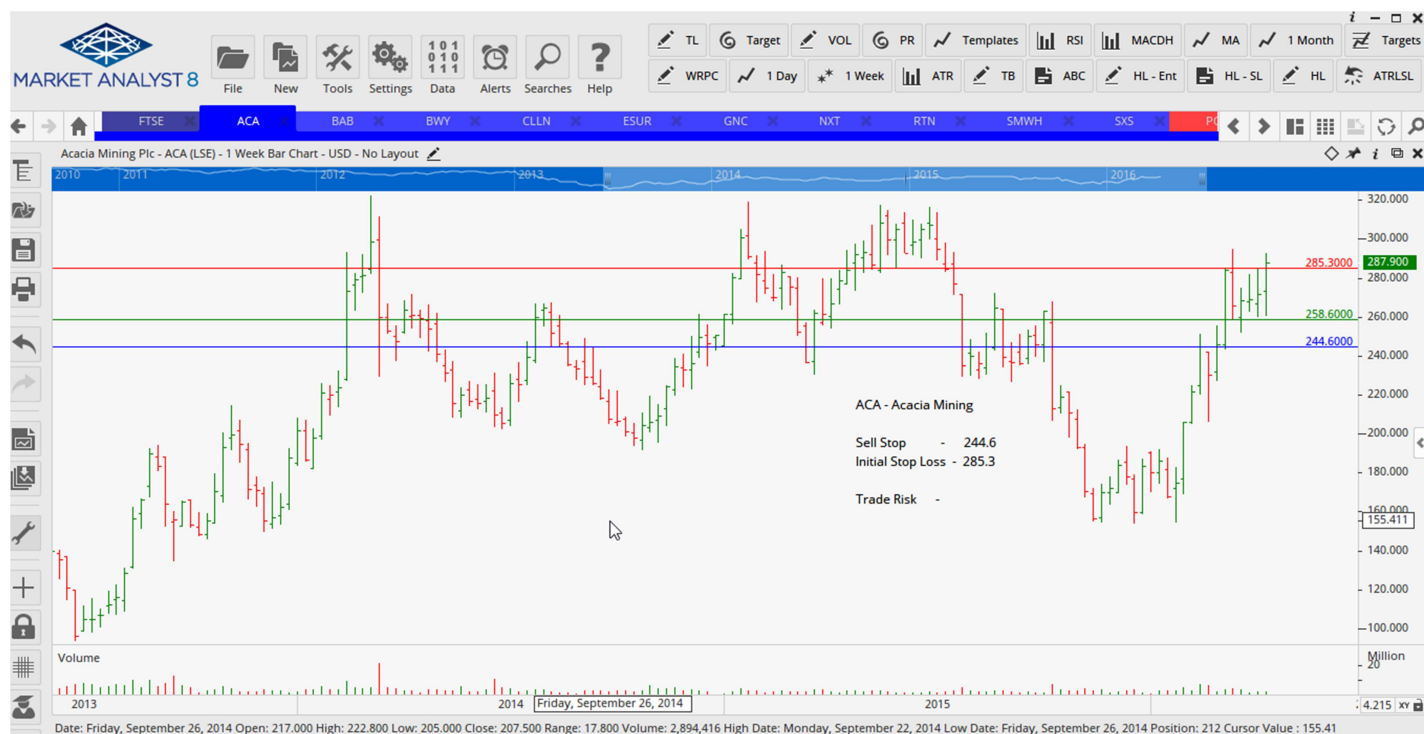 i
TL Target VOL PR Templates RSI MACDH MA 1 Month Targets
WRPC 1 Day 1 Week ATR TB ABC HL - Ent HL - SL HL ATRLSL
MARKET ANALYST 8
101
010
111
File New Tools Settings Data Alerts Searches Help
FTSE ACA BAB BWY CLLN ESUR GNC NXT RTN SMWH SXS
Acacia Mining Plc - ACA (LSE) - 1 Week Bar Chart - USD - No Layout
i
2010 2011 2012 2013 2014 2015 2016
320.000
300.000
285.3000 287.900
280.000
258.6000 260.000
244.6000 240.000
220.000
200.000
180.000
160.000
155.411
140.000
120.000
100.000
ACA - Acacia Mining
Sell Stop - 244.6
Initial Stop Loss - 285.3
Trade Risk -
Volume Million
20
2013 2014 Friday, September 26, 2014 2015 4.215 XY
Date: Friday, September 26, 2014 Open: 217.000 High: 222.800 Low: 205.000 Close: 207.500 Range: 17.800 Volume: 2,894,416 High Date: Monday, September 22, 2014 Low Date: Friday, September 26, 2014 Position: 212 Cursor Value : 155.41